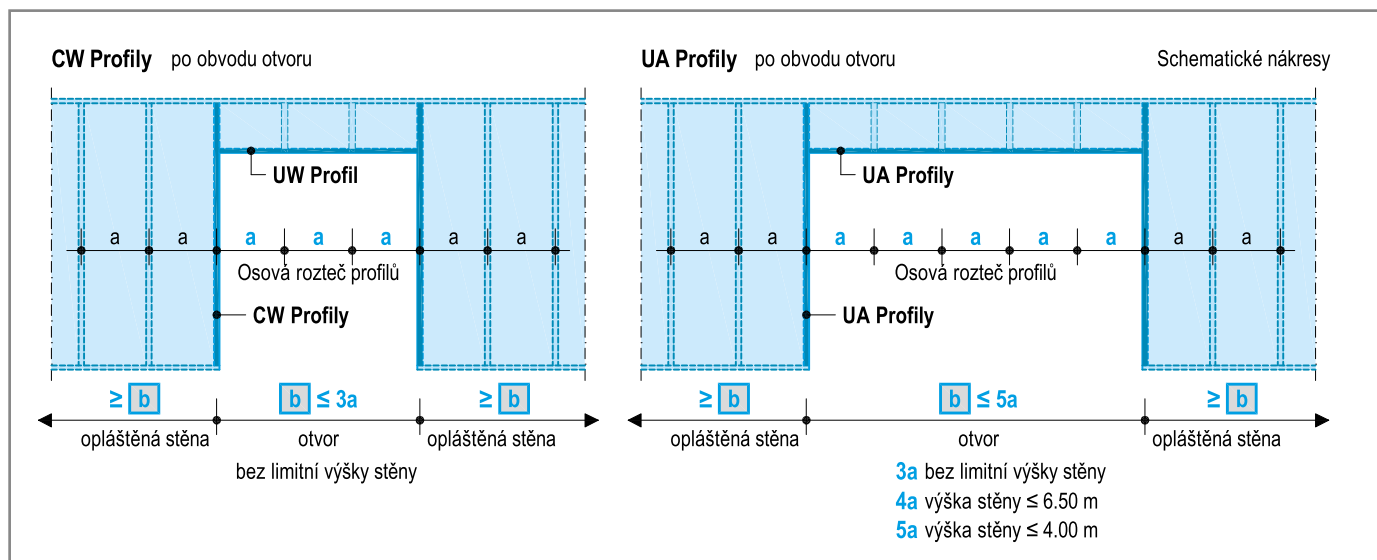 CW Profily po obvodu otvoru
UW Profil
a a a a a a a
Osová rozteč profilů
CW Profily
≥ b b ≤ 3a ≥ b
opláštěná stěna otvor opláštěná stěna
bez limitní výšky stěny
UA Profily po obvodu otvoru Schematické nákresy
UA Profily
a a a a a a a a a
Osová rozteč profilů
UA Profily
≥ b b ≤ 5a ≥ b
opláštěná stěna otvor opláštěná stěna
3a bez limitní výšky stěny
4a výška stěny ≤ 6.50 m
5a výška stěny ≤ 4.00 m